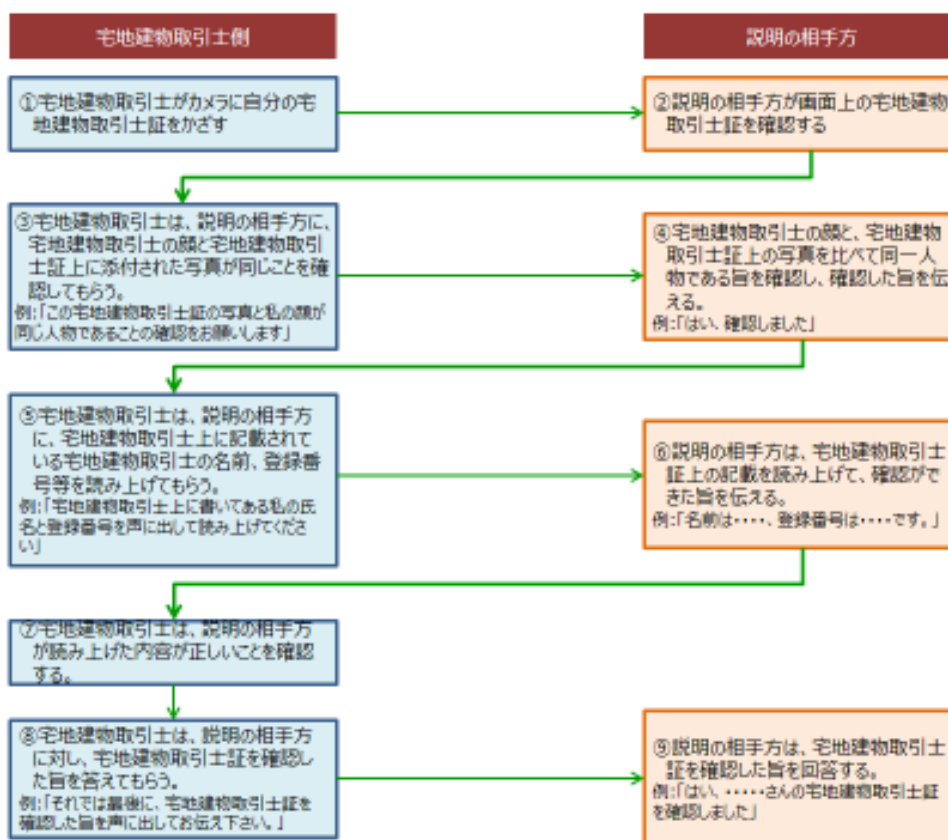 宅地建物取引士側
説明の相手方
①宅地建物取引士がカメラに自分の宅
地建物取引士証をかざす
②説明の相手方が画面上の宅地建物
取引士証を確認する
③宅地建物取引士は、説明の相手方に、
宅地建物取引士の顔と宅地建物取引
士証上に添付された写真が同じことを確
認してもらう。
例:「この宅地建物取引士証の写真と私の顔が
同じ人物であることの確認をお願いします」
④宅地建物取引士の顔と、宅地建物
取引士証上の写真を比べて同一人
物である旨を確認し、確認した旨を伝
える。
例:「はい、確認しました」
⑤宅地建物取引士は、説明の相手方
に、宅地建物取引士上に記載されて
いる宅地建物取引士の名前、登録番
号等を読み上げてもらう。
例:「宅地建物取引士上に書いてある私の氏
名と登録番号を声に出して読み上げてくださ
い」
⑥説明の相手方は、宅地建物取引士
証上の記載を読み上げて、確認がで
きた旨を伝える。
例:「名前は・・・・、登録番号は・・・・です。」
⑦宅地建物取引士は、説明の相手方
が読み上げた内容が正しいことを確認
する。
⑧宅地建物取引士は、説明の相手方
に対し、宅地建物取引士証を確認し
た旨を答えてもらう。
例:「それでは最後に、宅地建物取引士証を
確認した旨を声に出してお伝え下さい。」
⑨説明の相手方は、宅地建物取引士
証を確認した旨を回答する。
例:「はい、・・・・・さんの宅地建物取引士証
を確認しました」